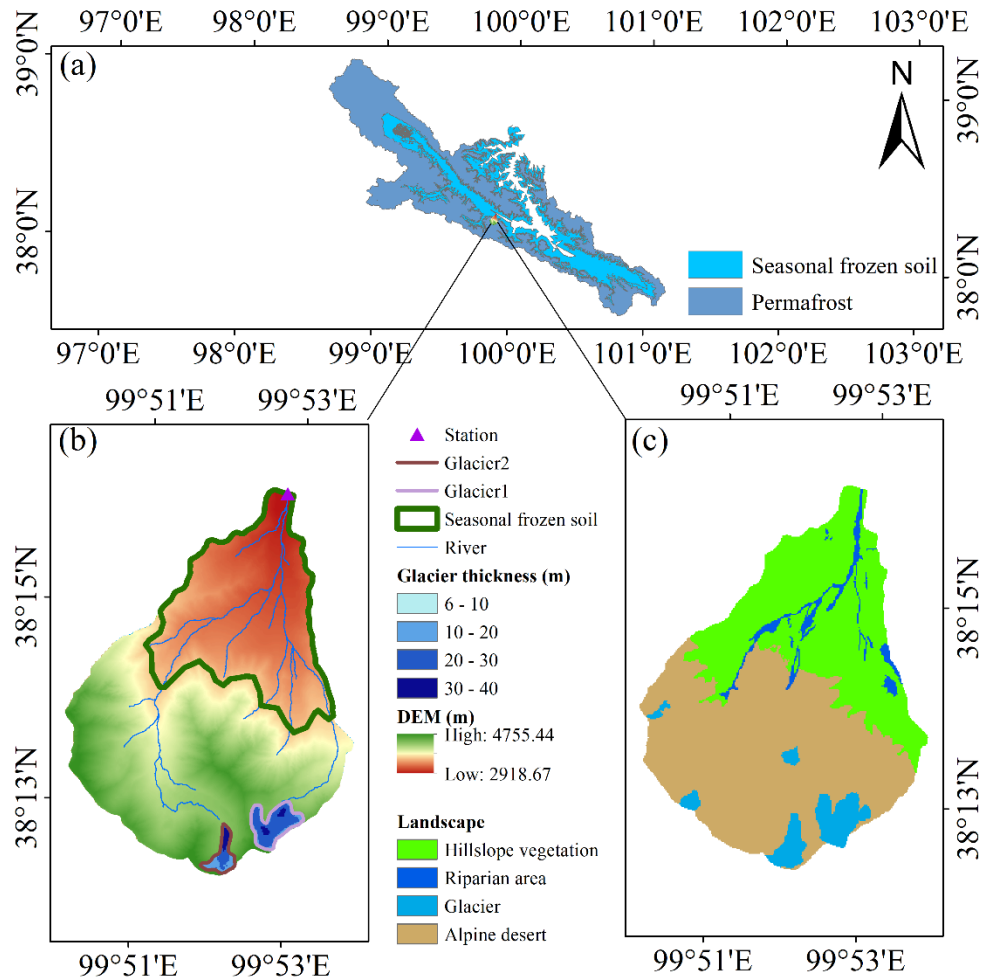 97°0'E 98°0'E 99°0'E 100°0'E 101°0'E 102°0'E 103°0'E
(a)
N
39°0'N
39°0'N
38°0'N
38°0'N
Seasonal frozen soil
Permafrost
97°0'E 98°0'E 99°0'E 100°0'E 101°0'E 102°0'E 103°0'E
99°51'E 99°53'E
(b)
38°15'N
38°13'N
99°51'E 99°53'E
Station
Glacier2
Glacier1
Seasonal frozen soil
River
Glacier thickness (m)
6 - 10
10 - 20
20 - 30
30 - 40
DEM (m)
High: 4755.44
Low: 2918.67
Landscape
Hillslope vegetation
Riparian area
Glacier
Alpine desert
99°51'E 99°53'E
(c)
38°15'N
38°13'N
99°51'E 99°53'E